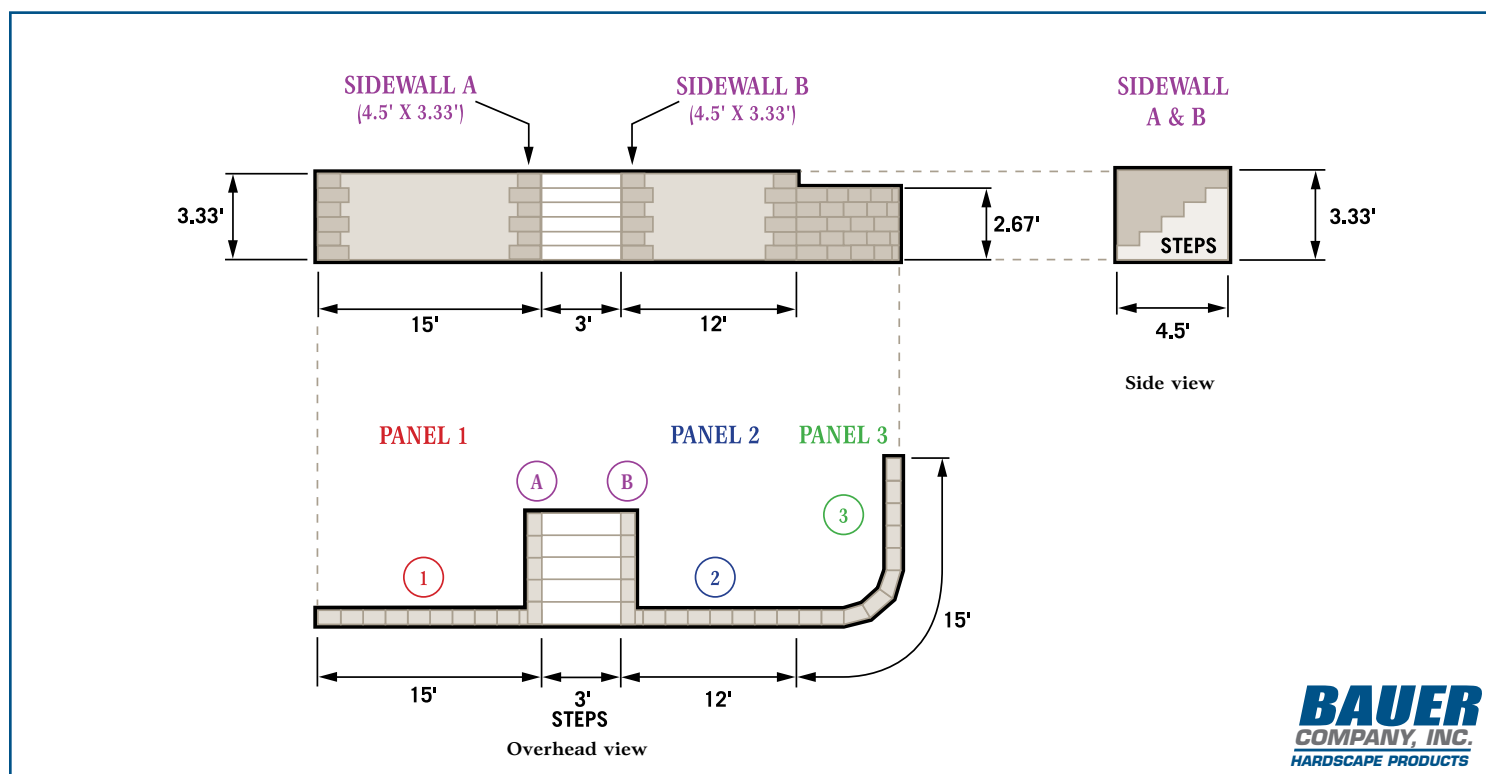 SIDEWALL A
(4.5' X 3.33')
SIDEWALL B
(4.5' X 3.33')
SIDEWALL
A & B
3.33'
2.67'
3.33'
STEPS
15'
3'
12'
4.5'
Side view
PANEL 1
PANEL 2
PANEL 3
A
B
3
1
2
15'
15'
3'
12'
STEPS
Overhead view
BAUER
COMPANY, INC.
HARDSCAPE PRODUCTS